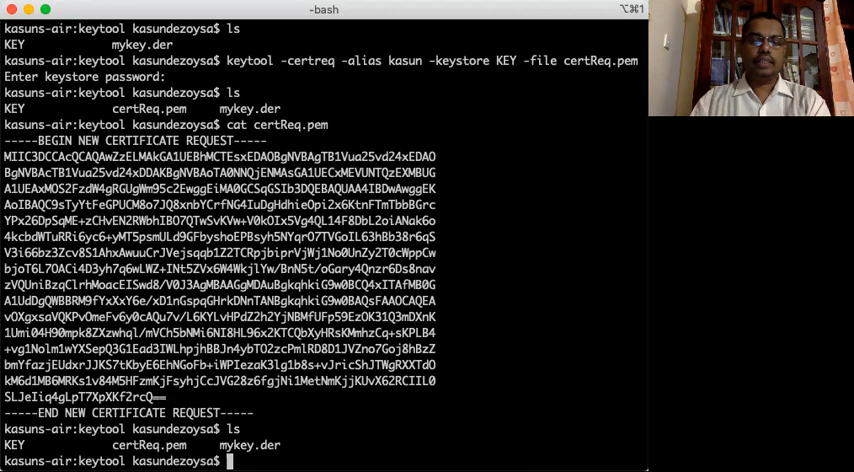 -bash
⌥⌘1
kasuns-air:keytool kasundezoysa$ ls
KEY mykey.der
kasuns-air:keytool kasundezoysa$ keytool -certreq -alias kasun -keystore KEY -file certReq.pem
Enter keystore password:
kasuns-air:keytool kasundezoysa$ ls
KEY certReq.pem mykey.der
kasuns-air:keytool kasundezoysa$ cat certReq.pem
-----BEGIN NEW CERTIFICATE REQUEST-----
MIIC3DCCAcQCAQAwZzELMAkGA1UEBhMCTEsxEDAOBgNVBAgTB1Vua25vd24xEDAO
BgNVBAcTB1Vua25vd24xDDAKBgNVBAoTA0NNQjENMAsGA1UECxMEVUNTQzEXMBUG
A1UEAxMOS2FzdW4gRGUgWm95c2EwggEiMA0GCSqGSIb3DQEBAQUAA4IBDwAwggEK
AoIBAQC9sTyYtFeGPUCM8o7JQ8xnbYCrfNG4IuDgHdhieOpi2x6KtnFTmTbbBGrc
YPx26DpSqME+zCHvEN2RWbhIBO7QTwSvKVw+V0kOIx5Vg4QL14F8DbL2oiANak6o
4kcbdWTuRRi6yc6+yMT5psmULd9GFbyshoEPBsyh5NYqrO7TVGoIL63hBb38r6qS
V3i66bz3Zcv8S1AhxAwuuCrJVejsqqb1Z2TCRpjbiprVjWj1No0UnZy2T0cWppCw
bjoT6L7OACi4D3yh7q6wLWZ+INt5ZVx6W4WkjlYw/BnN5t/oGary4Qnzr6Ds8nav
zVQUniBzqClrhMoacEISwd8/V0J3AgMBAAGgMDAuBgkqhkiG9w0BCQ4xITAfMB0G
A1UdDgQWBBRM9fYxXxY6e/xD1nGspqGHrkDNnTANBgkqhkiG9w0BAQsFAAOCAQEA
vOXgxsaVQKPvOmeFv6y0cAQu7v/L6KYLvHPdZ2h2YjNBMfUFp59EzOK31Q3mDXnK
1Umi04H90mpk8ZXzwhql/mVCh5bNMi6NI8HL96x2KTCQbXyHRsKMmhzCq+sKPLB4
+vg1Nolm1wYXSepQ3G1Ead3IWLhpjhBBJn4ybTO2zcPmlRD8D1JVZno7Goj8hBzZ
bmYfazjEUdxrJJKS7tKbyE6EhNGoFb+iWPIezaK3lg1b8s+vJricShJTWgRXXTdO
kM6d1MB6MRKs1v84M5HFzmKjFsyhjCcJVG28z6fgjNi1MetNmKjjKUvX62RCIIL0
SLJeIiq4gLpT7XpXKf2rcQ==
-----END NEW CERTIFICATE REQUEST-----
kasuns-air:keytool kasundezoysa$ ls
KEY certReq.pem mykey.der
kasuns-air:keytool kasundezoysa$